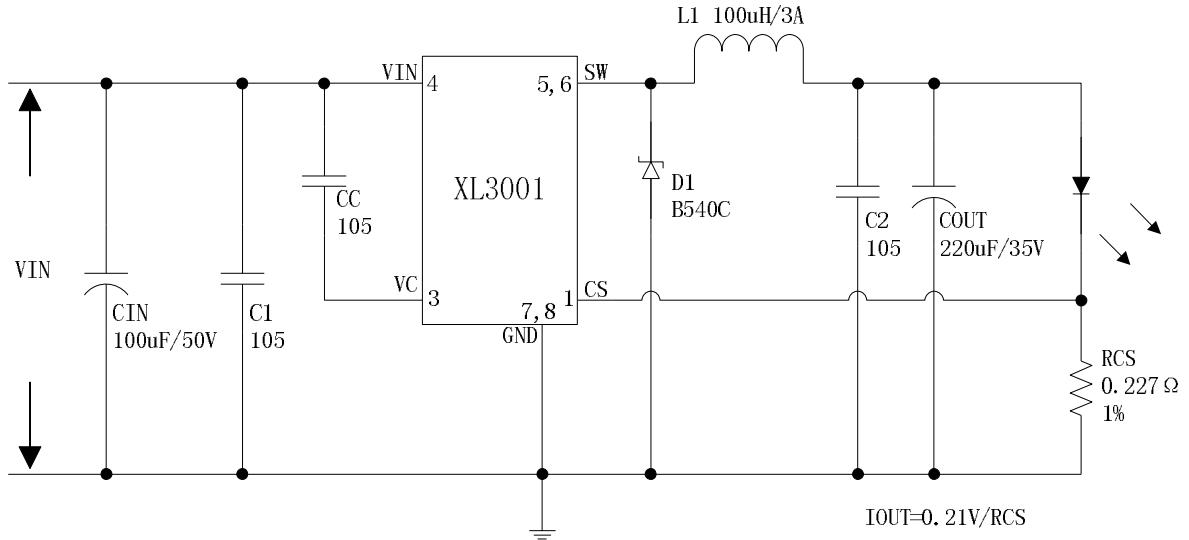 L1 100uH/3A
VIN
4
5,6
SW
XL3001
CC
105
D1
B540C
C2
105
COUT
220uF/35V
VIN
VC
3
1
CS
7,8
GND
CIN
100uF/50V
C1
105
RCS
0.227Ω
1%
IOUT=0.21V/RCS